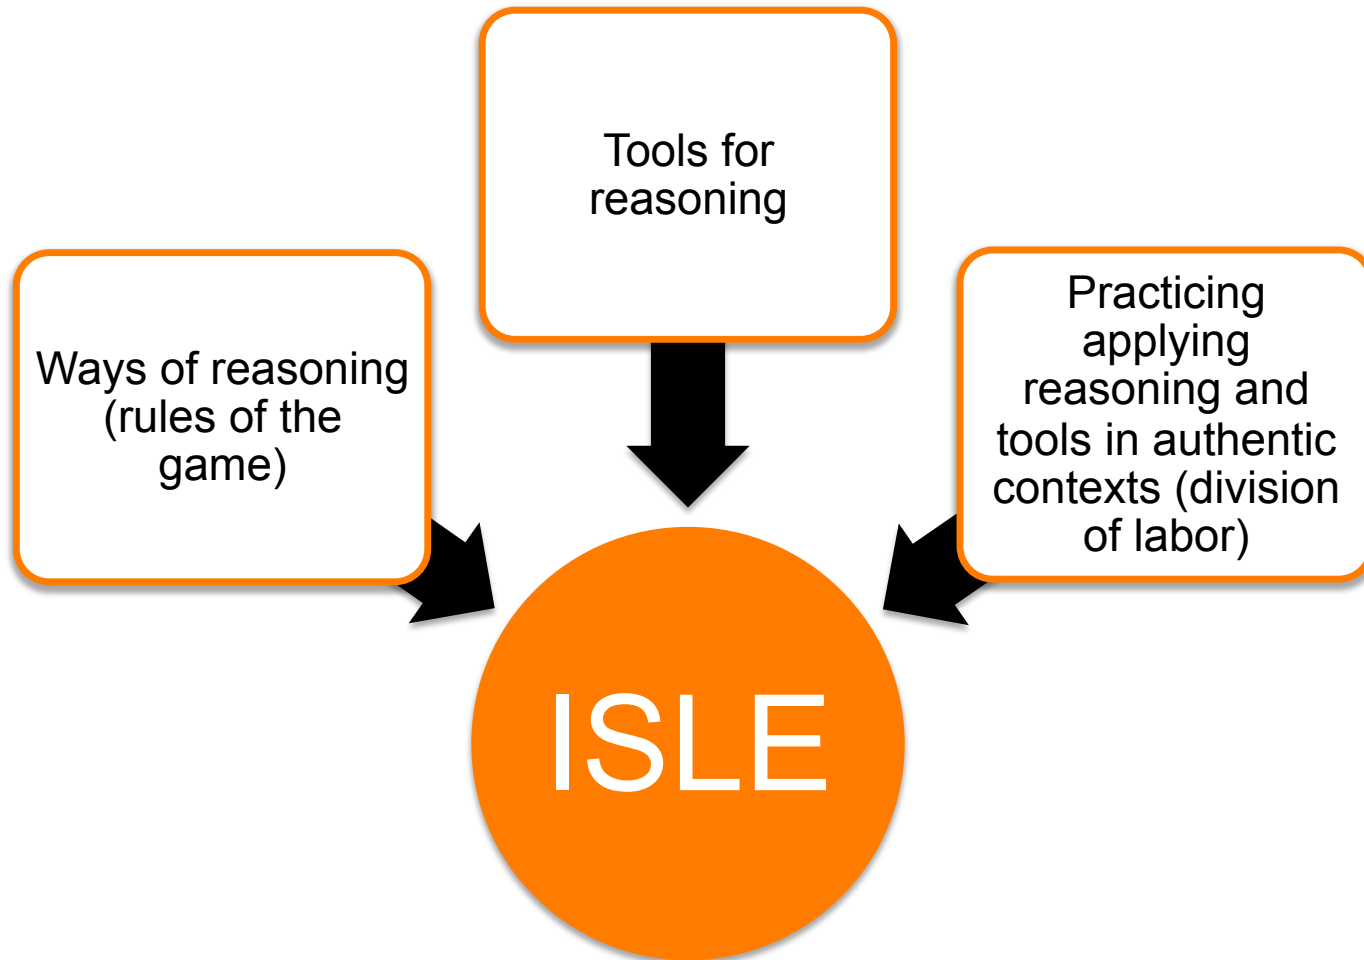 Tools for
reasoning
Ways of reasoning
(rules of the
game)
Practicing
applying
reasoning and
tools in authentic
contexts (division
of labor)
ISLE